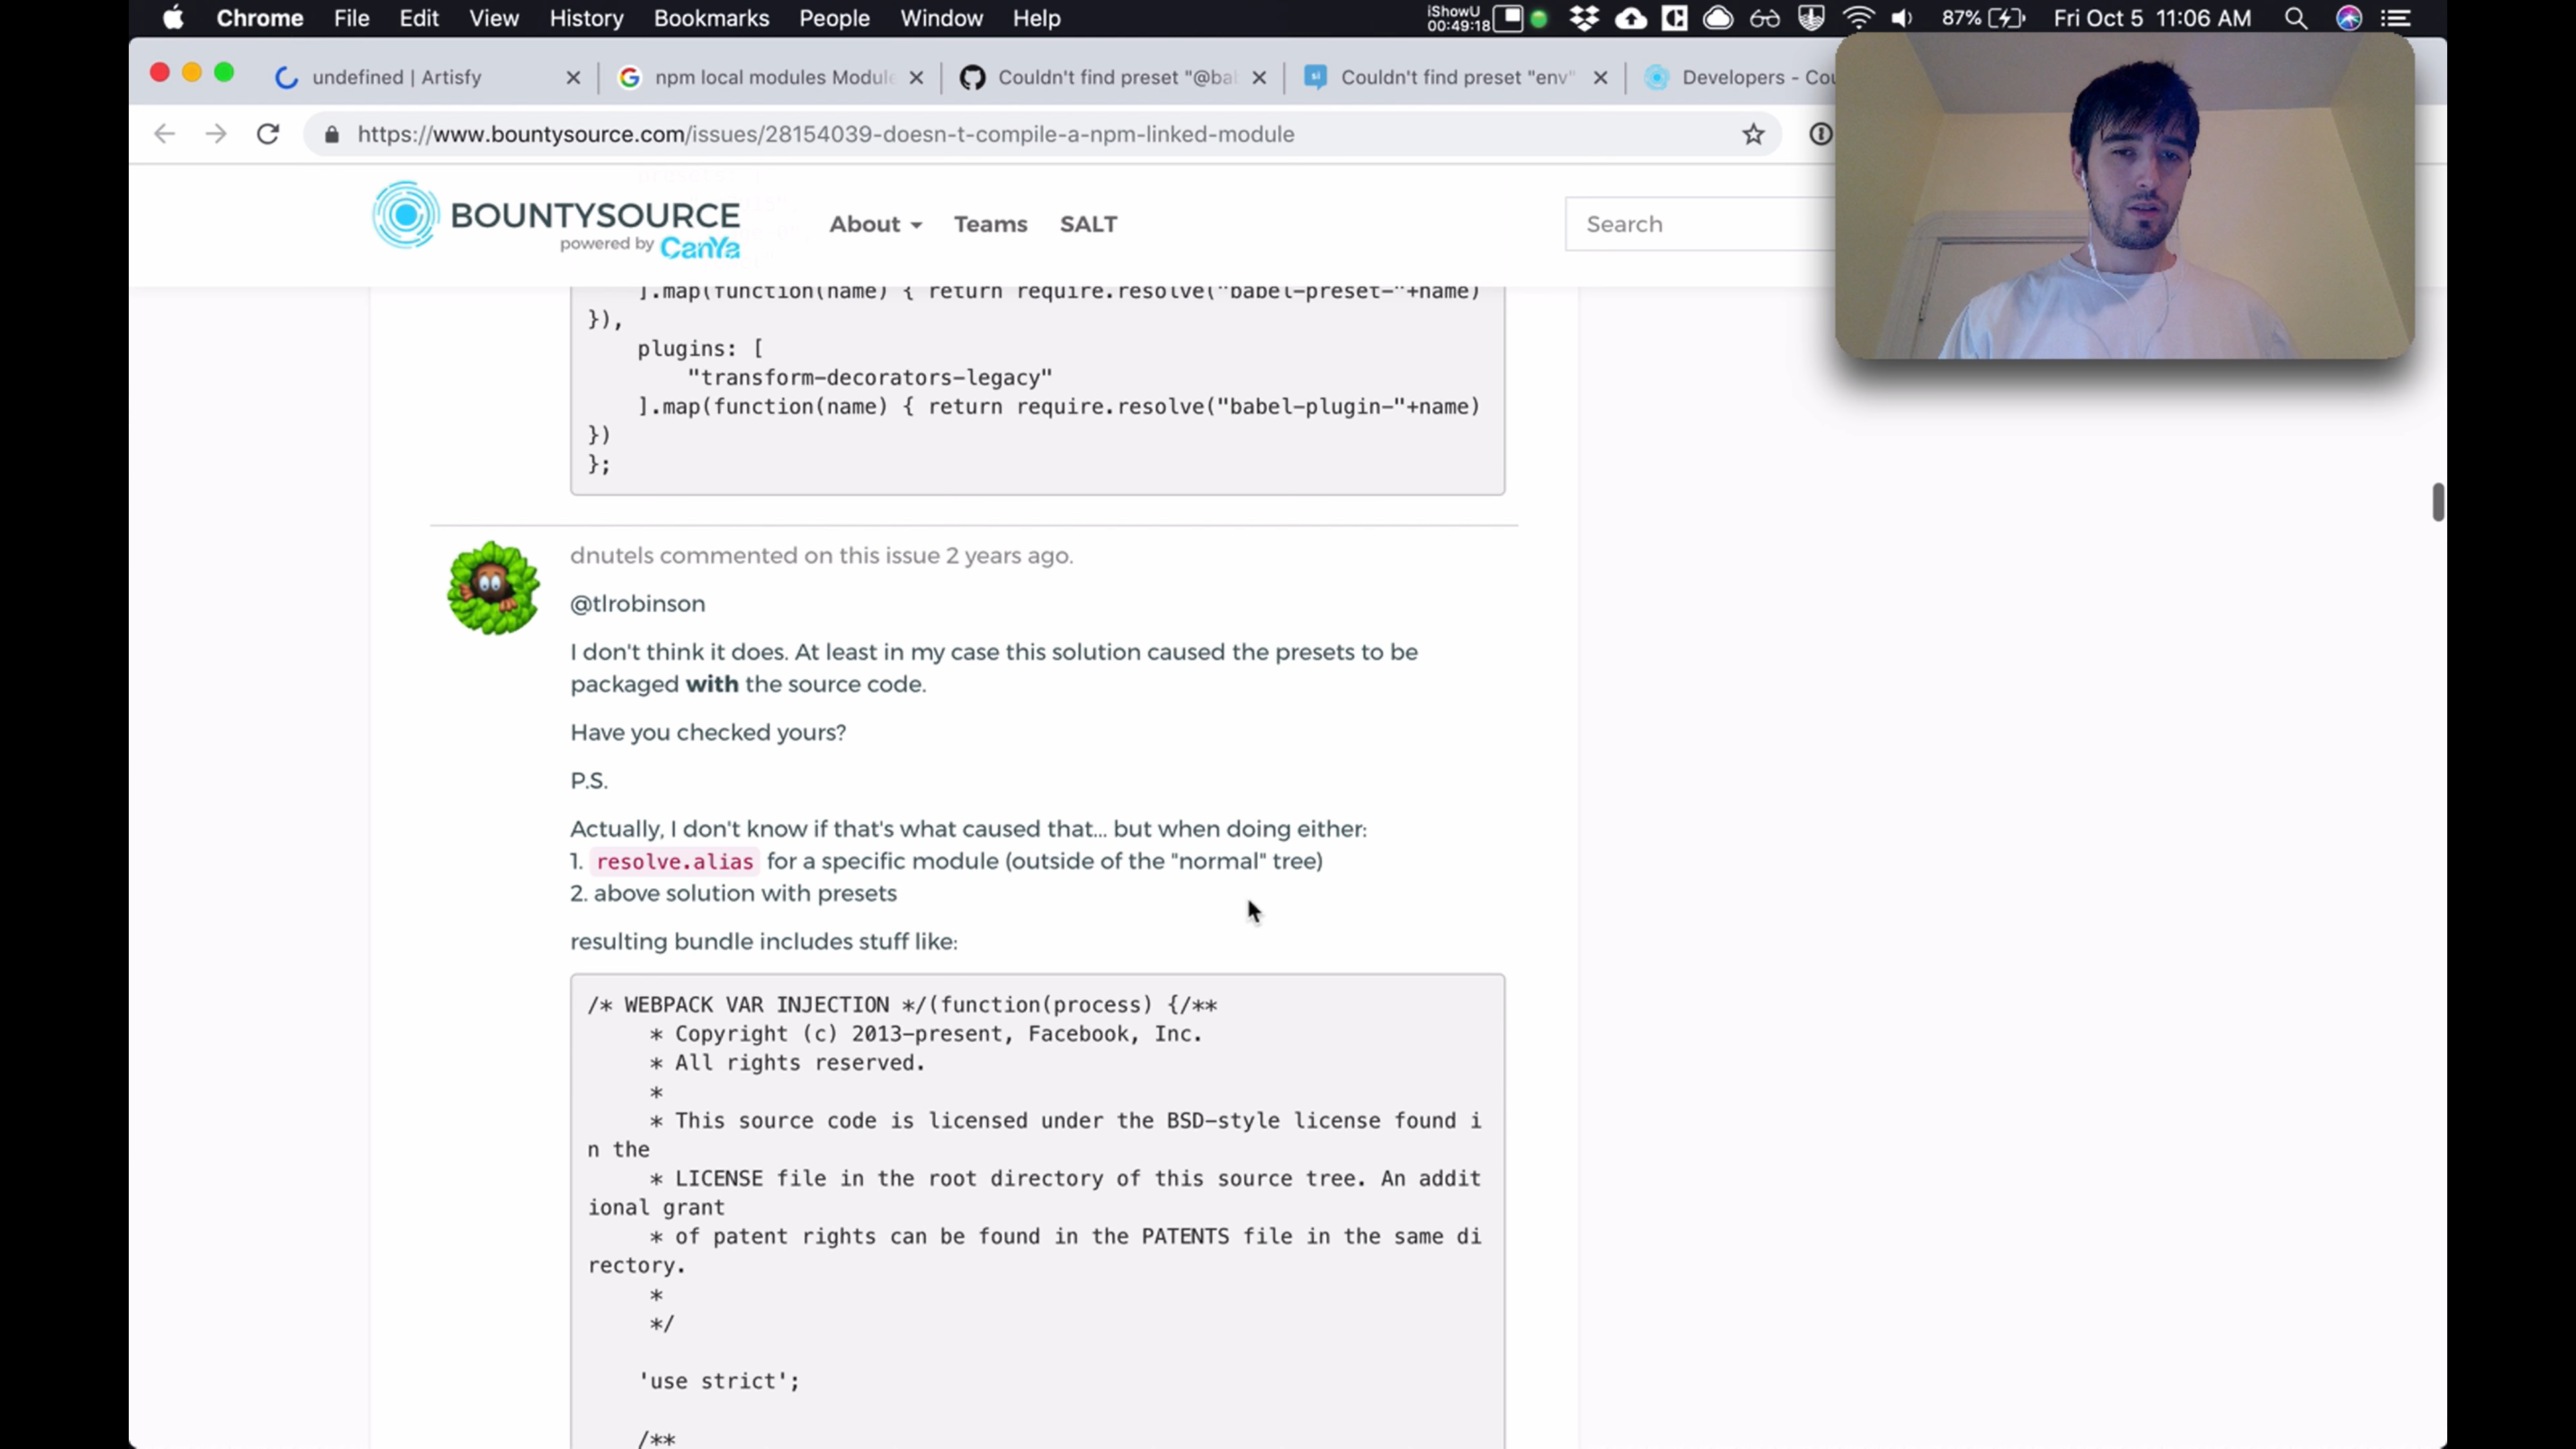 Chrome File Edit View History Bookmarks People Window Help iShowU 00:49:18 87% Fri Oct 5 11:06 AM
undefined | Artisfy npm local modules Module Couldn't find preset "@bal Couldn't find preset "env" Developers - Cou
https://www.bountysource.com/issues/28154039-doesn-t-compile-a-npm-linked-module
BOUNTYSOURCE
powered by CanYa
About Teams SALT Search
].map(function(name) { return require.resolve("babel-preset-"+name)
}),
plugins: [
"transform-decorators-legacy"
].map(function(name) { return require.resolve("babel-plugin-"+name)
})
};
dnutels commented on this issue 2 years ago.
@tlrobinson
I don't think it does. At least in my case this solution caused the presets to be
packaged with the source code.
Have you checked yours?
P.S.
Actually, I don't know if that's what caused that... but when doing either:
1. resolve.alias for a specific module (outside of the "normal" tree)
2. above solution with presets
resulting bundle includes stuff like:
/* WEBPACK VAR INJECTION */(function(process) {/**
* Copyright (c) 2013-present, Facebook, Inc.
* All rights reserved.
*
* This source code is licensed under the BSD-style license found i
n the
* LICENSE file in the root directory of this source tree. An addit
ional grant
* of patent rights can be found in the PATENTS file in the same di
rectory.
*
*/
'use strict';
/**